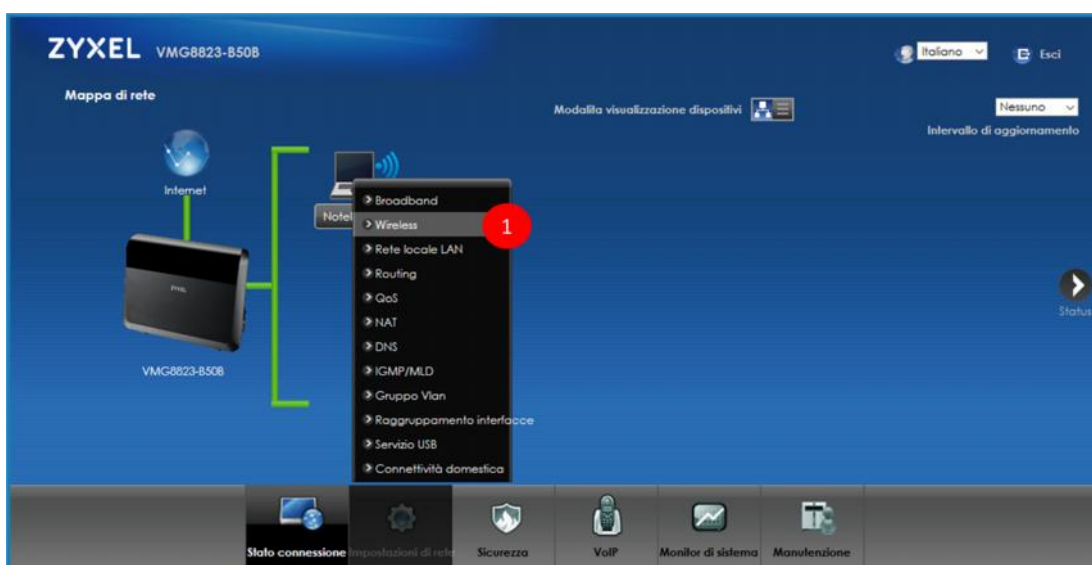 ZYXEL VMG8823-B50B
Italiano
Esci
Mappa di rete
Modalita visualizzazione dispositivi
Nessuno
Intervallo di aggiornamento
Internet
Broadband
Wireless
1
Rete locale LAN
Routing
QoS
NAT
DNS
IGMP/MLD
Gruppo Vlan
Raggruppamento interfacce
Servizio USB
Connettività domestica
ZYXEL
VMG8823-B50B
Status
Stato connessione
Impostazioni di rete
Sicurezza
VoIP
Monitor di sistema
Manutenzione